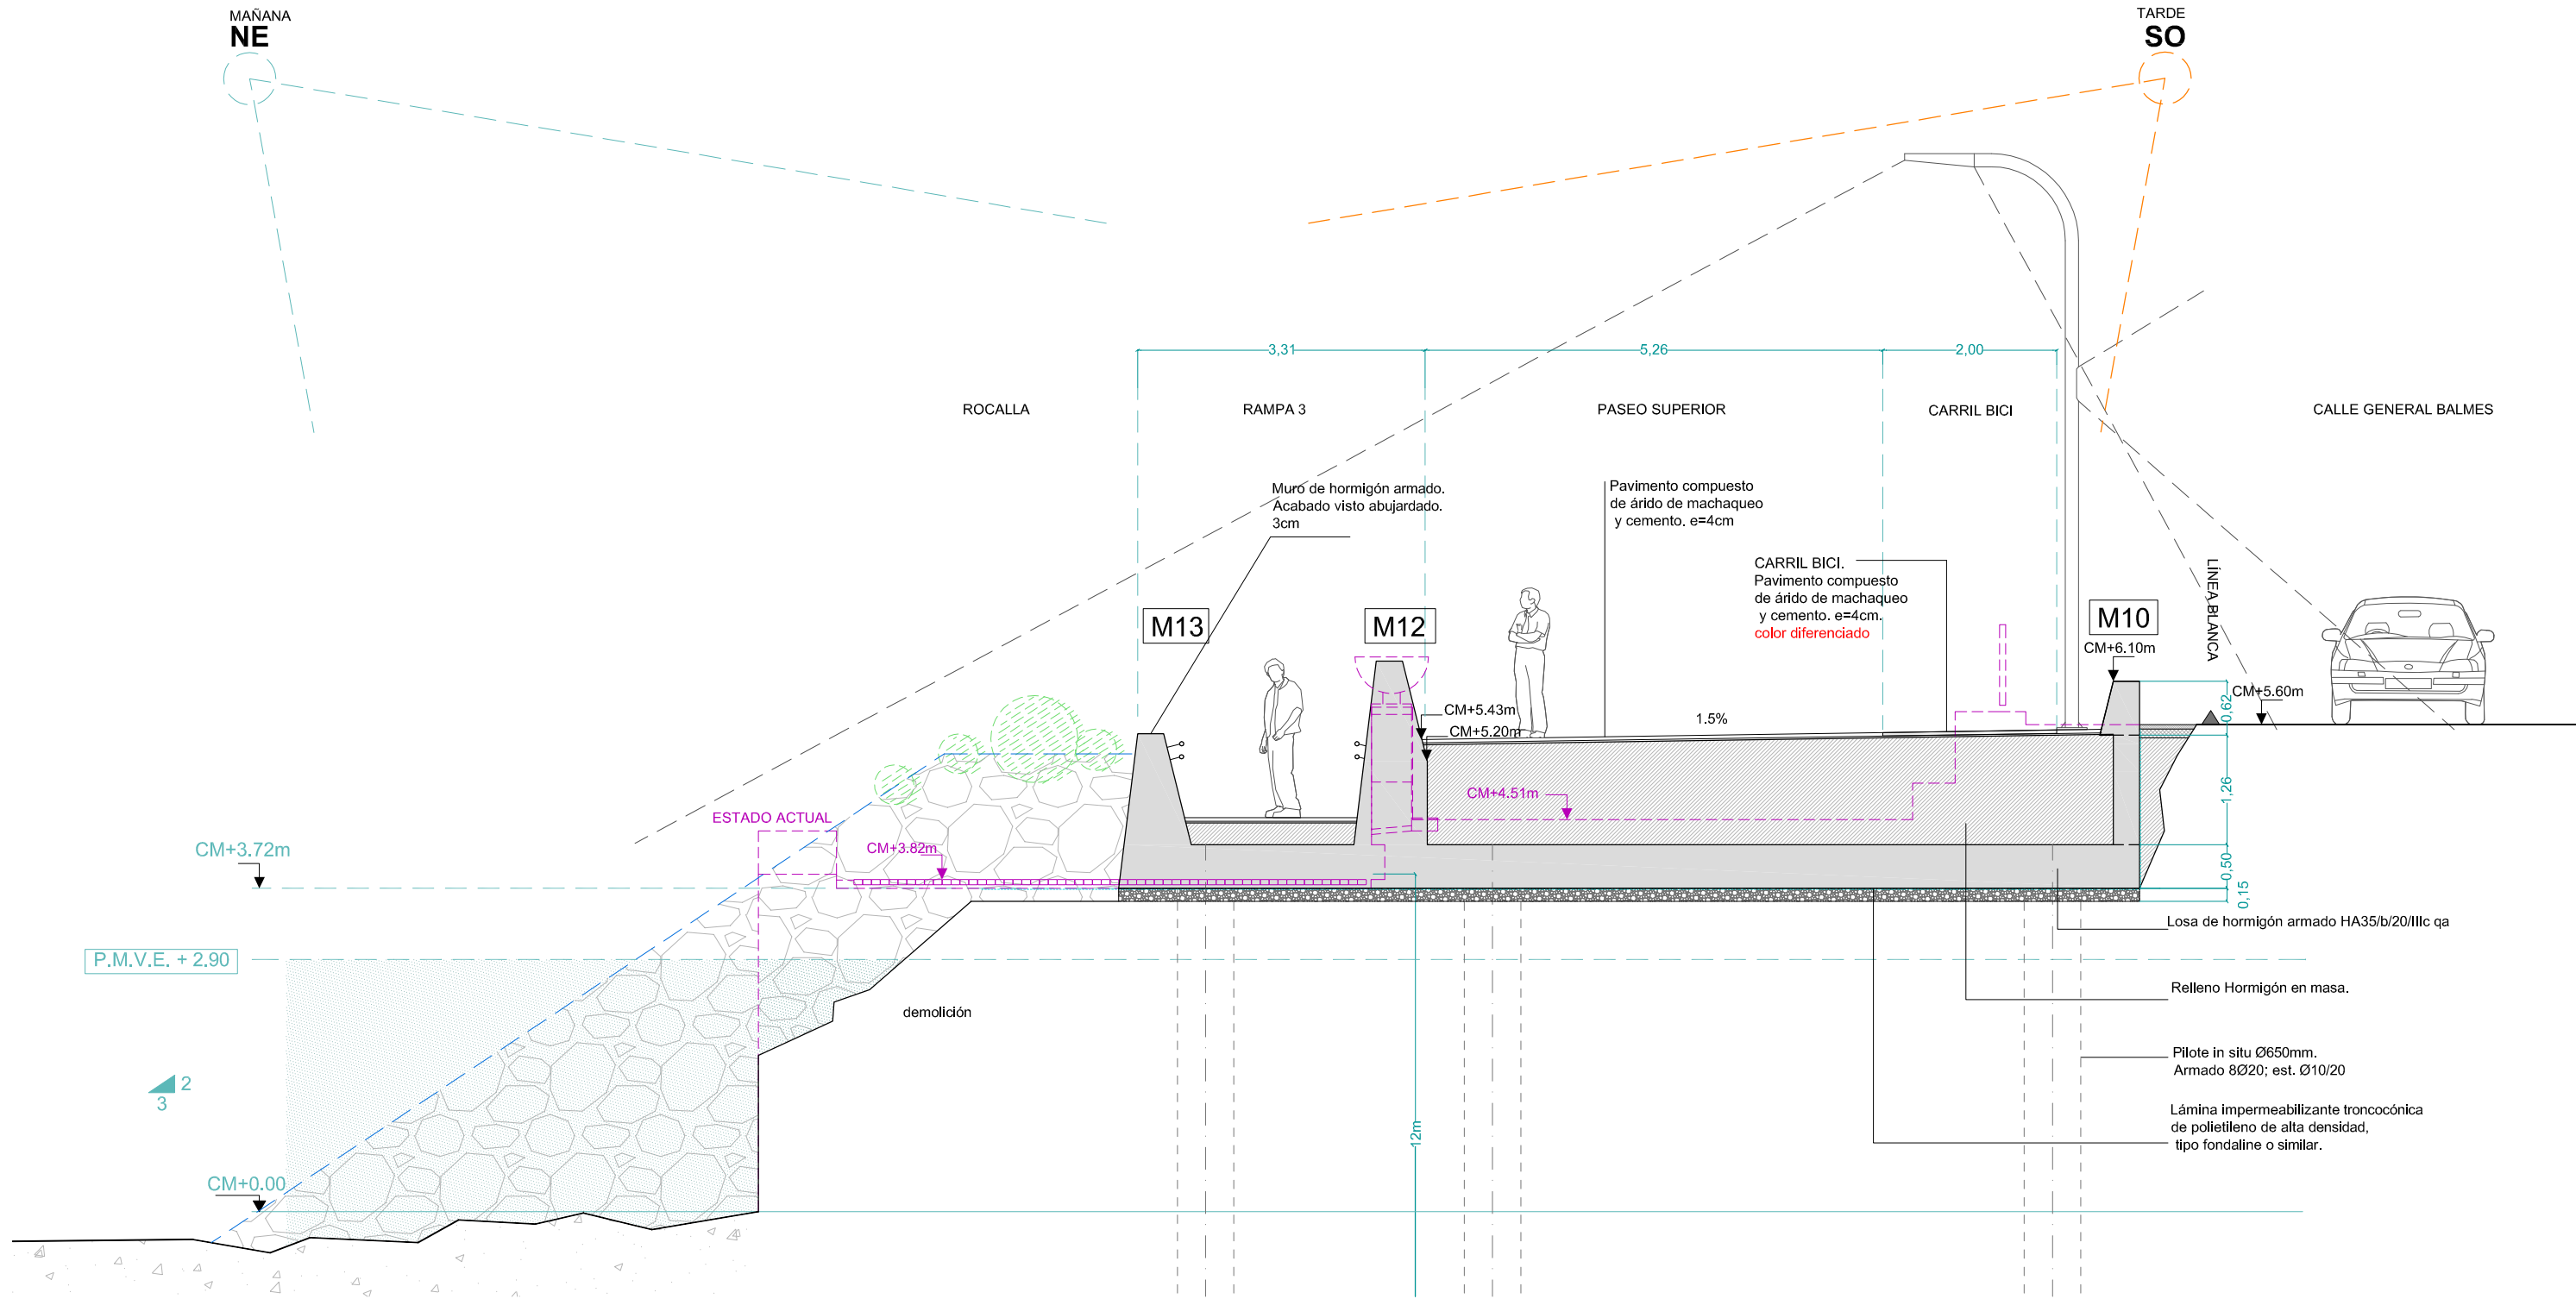 MAÑANA
NE
TARDE
SO
3,31
5,26
2,00
ROCALLA
RAMPA 3
PASEO SUPERIOR
CARRIL BICI
CALLE GENERAL BALMES
Muro de hormigón armado.
Acabado visto abujardado.
3cm
Pavimento compuesto
de árido de machaqueo
y cemento. e=4cm
CARRIL BICI.
Pavimento compuesto
de árido de machaqueo
y cemento. e=4cm.
color diferenciado
LÍNEA BLANCA
M13
M12
M10
CM+6.10m
CM+5.60m
CM+5.43m
CM+5.20m
1.5%
0,62
CM+4.51m
1,26
ESTADO ACTUAL
CM+3.82m
CM+3.72m
0,50
0,15
Losa de hormigón armado HA35/b/20/IIIc qa
P.M.V.E. + 2.90
Relleno Hormigón en masa.
demolición
Pilote in situ Ø650mm.
Armado 8Ø20; est. Ø10/20
2
3
Lámina impermeabilizante troncocónica
de polietileno de alta densidad,
tipo fondaline o similar.
12m
CM+0.00